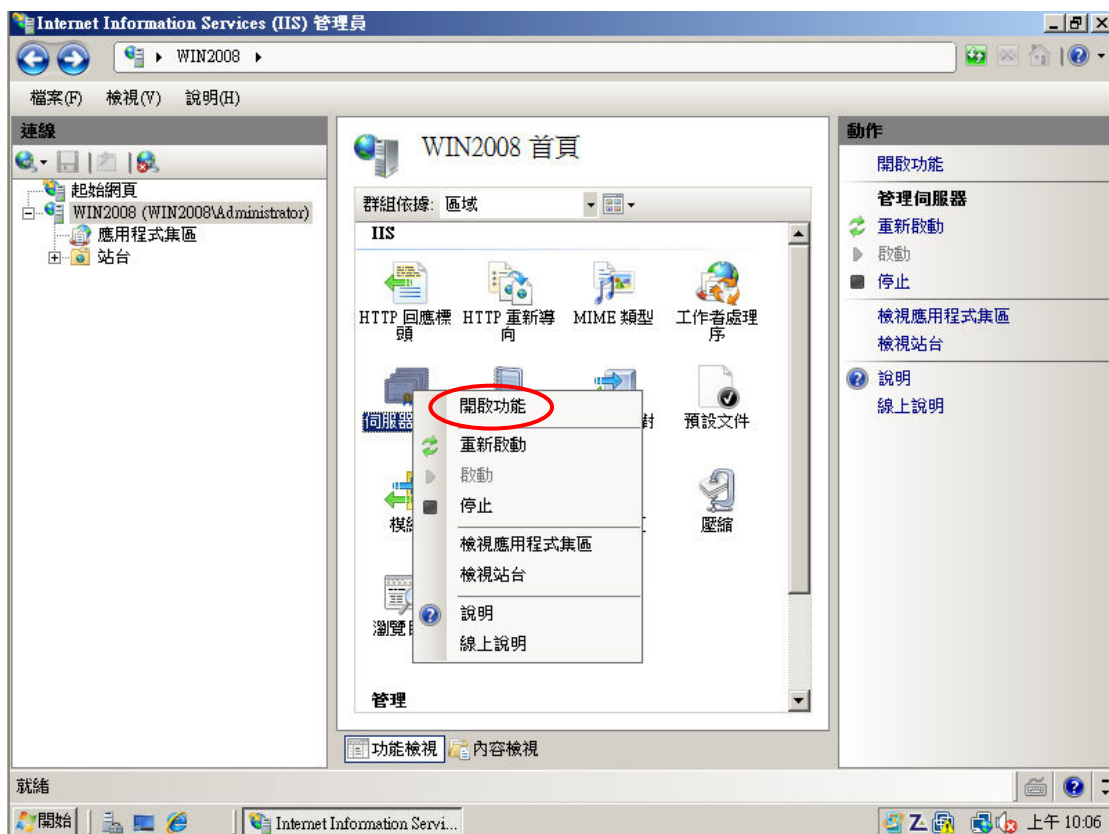 Internet Information Services (IIS) 管理員
WIN2008
檔案(F) 檢視(V) 說明(H)
連線
起始網頁
WIN2008 (WIN2008\Administrator)
應用程式集區
站台
WIN2008 首頁
群組依據: 區域
IIS
HTTP 回應標頭
HTTP 重新導向
MIME 類型
工作者處理序
伺服器
預設文件
壓縮
瀏覽
管理
開啟功能
重新啟動
啟動
停止
檢視應用程式集區
檢視站台
說明
線上說明
功能檢視 內容檢視
動作
開啟功能
管理伺服器
重新啟動
啟動
停止
檢視應用程式集區
檢視站台
說明
線上說明
就緒
開始
Internet Information Servi...
上午 10:06